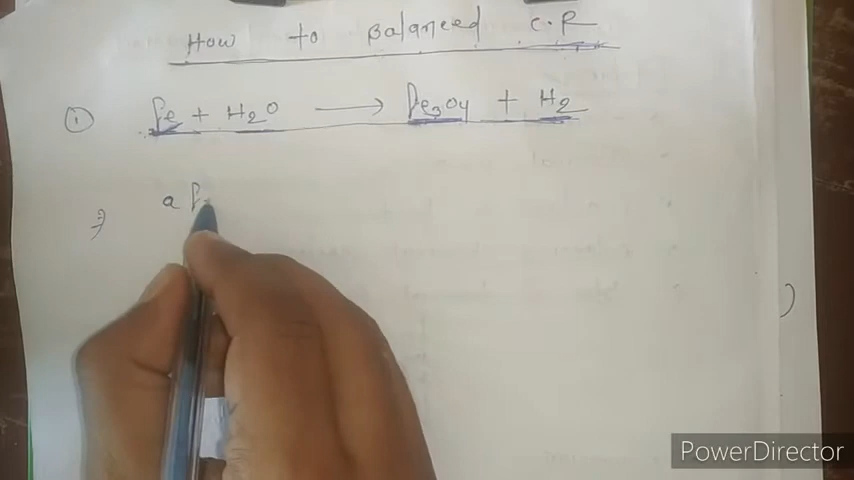 How to Balanced C.R
① Fe + H2O ⟶ Fe3O4 + H2
⇒ a F
PowerDirector